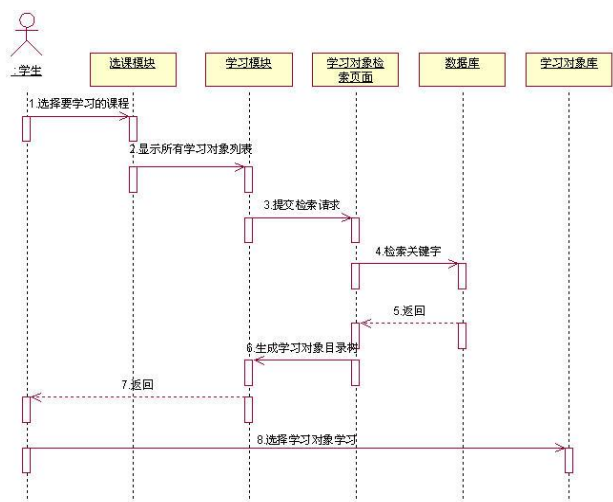 :学生
选课模块
学习模块
学习对象检
索页面
数据库
学习对象库
1.选择要学习的课程
2.显示所有学习对象列表
3.提交检索请求
4.检索关键字
5.返回
6.生成学习对象目录树
7.返回
8.选择学习对象学习